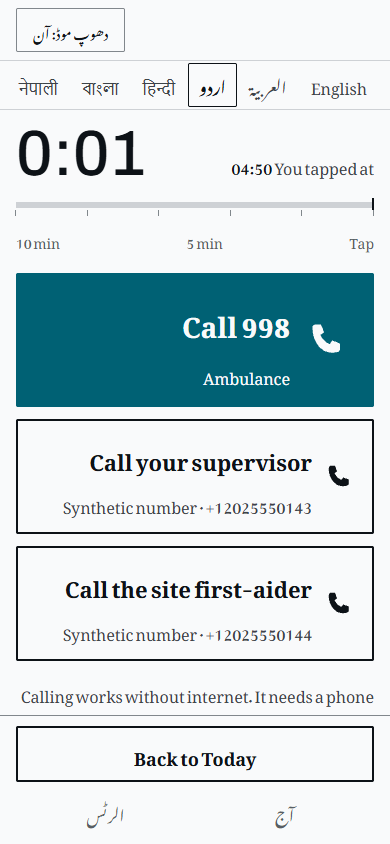 دھوپ موڈ: آن
English
العربية
اردو
हिन्दी
বাংলা
नेपाली
You tapped at 04:50
0:01
Tap
5 min
10 min
Call 998
Ambulance
Call your supervisor
Synthetic number · +12025550143
Call the site first-aider
Synthetic number · +12025550144
Calling works without internet. It needs a phone
Back to Today
آج
الرٹس